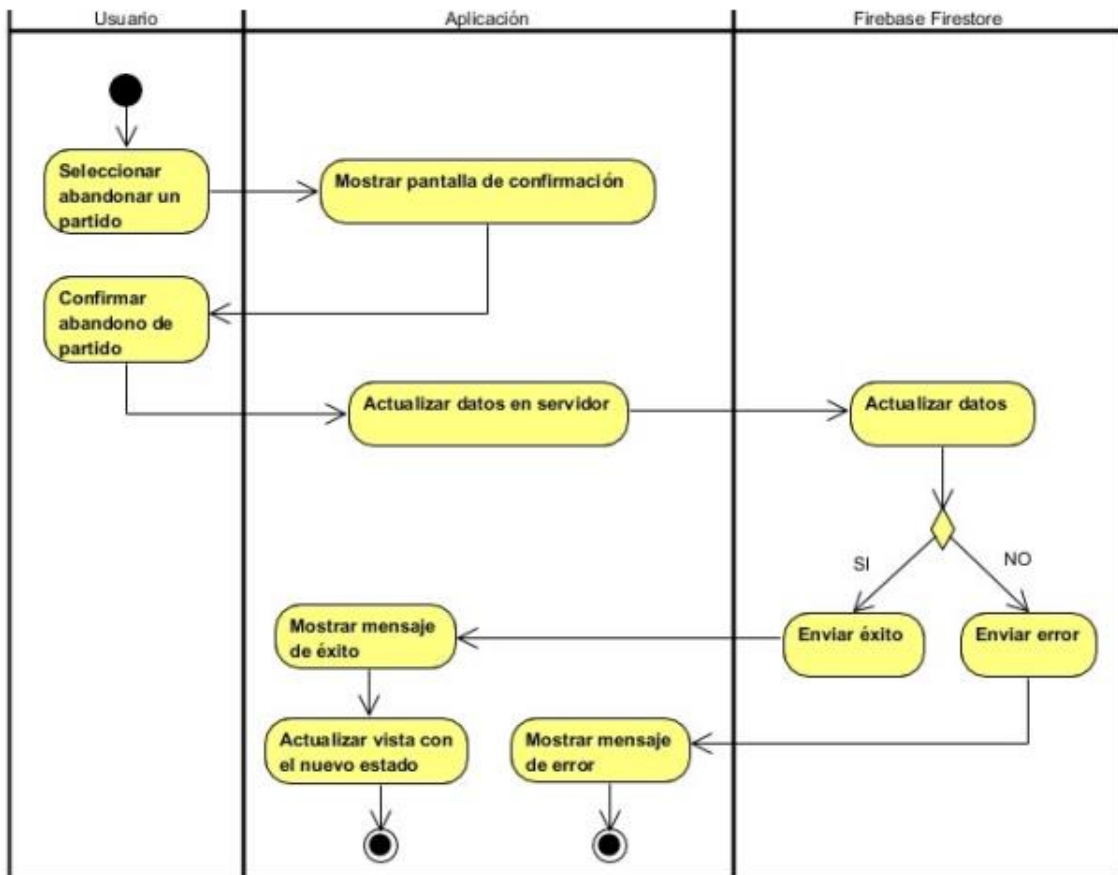 Usuario
Aplicación
Firebase Firestore
Seleccionar
abandonar un
partido
Mostrar pantalla de confirmación
Confirmar
abandono de
partido
Actualizar datos en servidor
Actualizar datos
SI
NO
Mostrar mensaje
de éxito
Enviar éxito
Enviar error
Actualizar vista con
el nuevo estado
Mostrar mensaje
de error